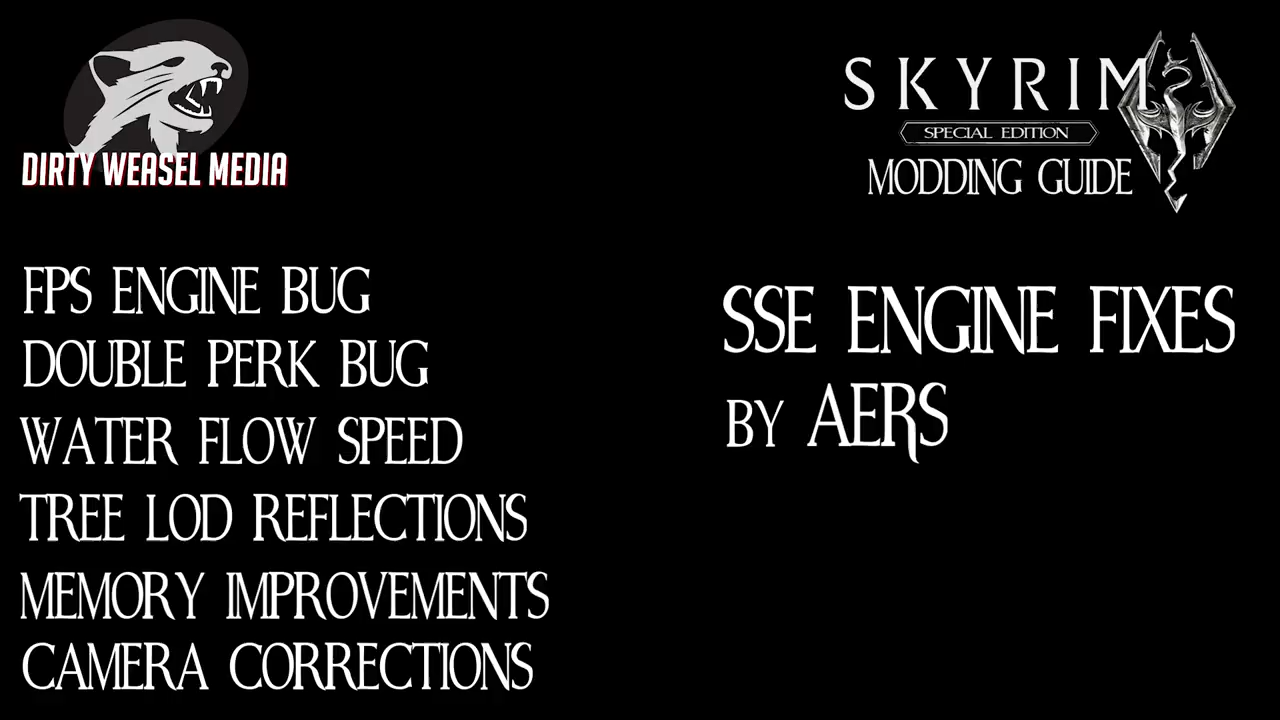 DIRTY WEASEL MEDIA
SKYRIM
SPECIAL EDITION
MODDING GUIDE
FPS ENGINE BUG
DOUBLE PERK BUG
WATER FLOW SPEED
TREE LOD REFLECTIONS
MEMORY IMPROVEMENTS
CAMERA CORRECTIONS
SSE ENGINE FIXES
BY AERS